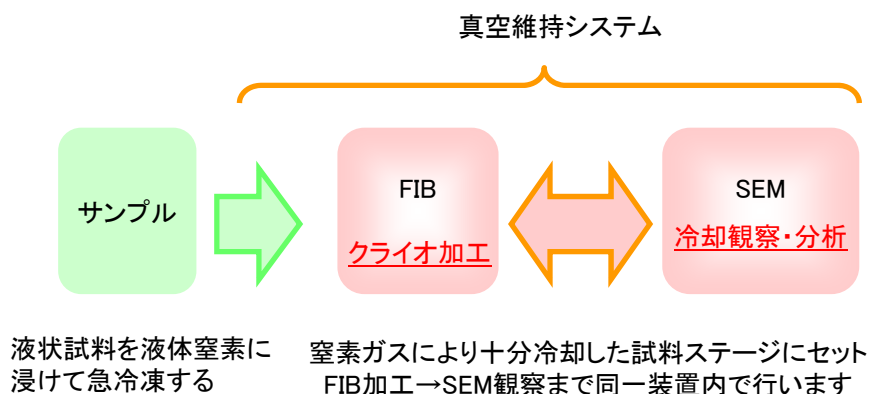 真空維持システム
サンプル
FIB
クライオ加工
SEM
冷却観察・分析
液状試料を液体窒素に
浸けて急冷凍する
窒素ガスにより十分冷却した試料ステージにセット
FIB加工→SEM観察まで同一装置内で行います